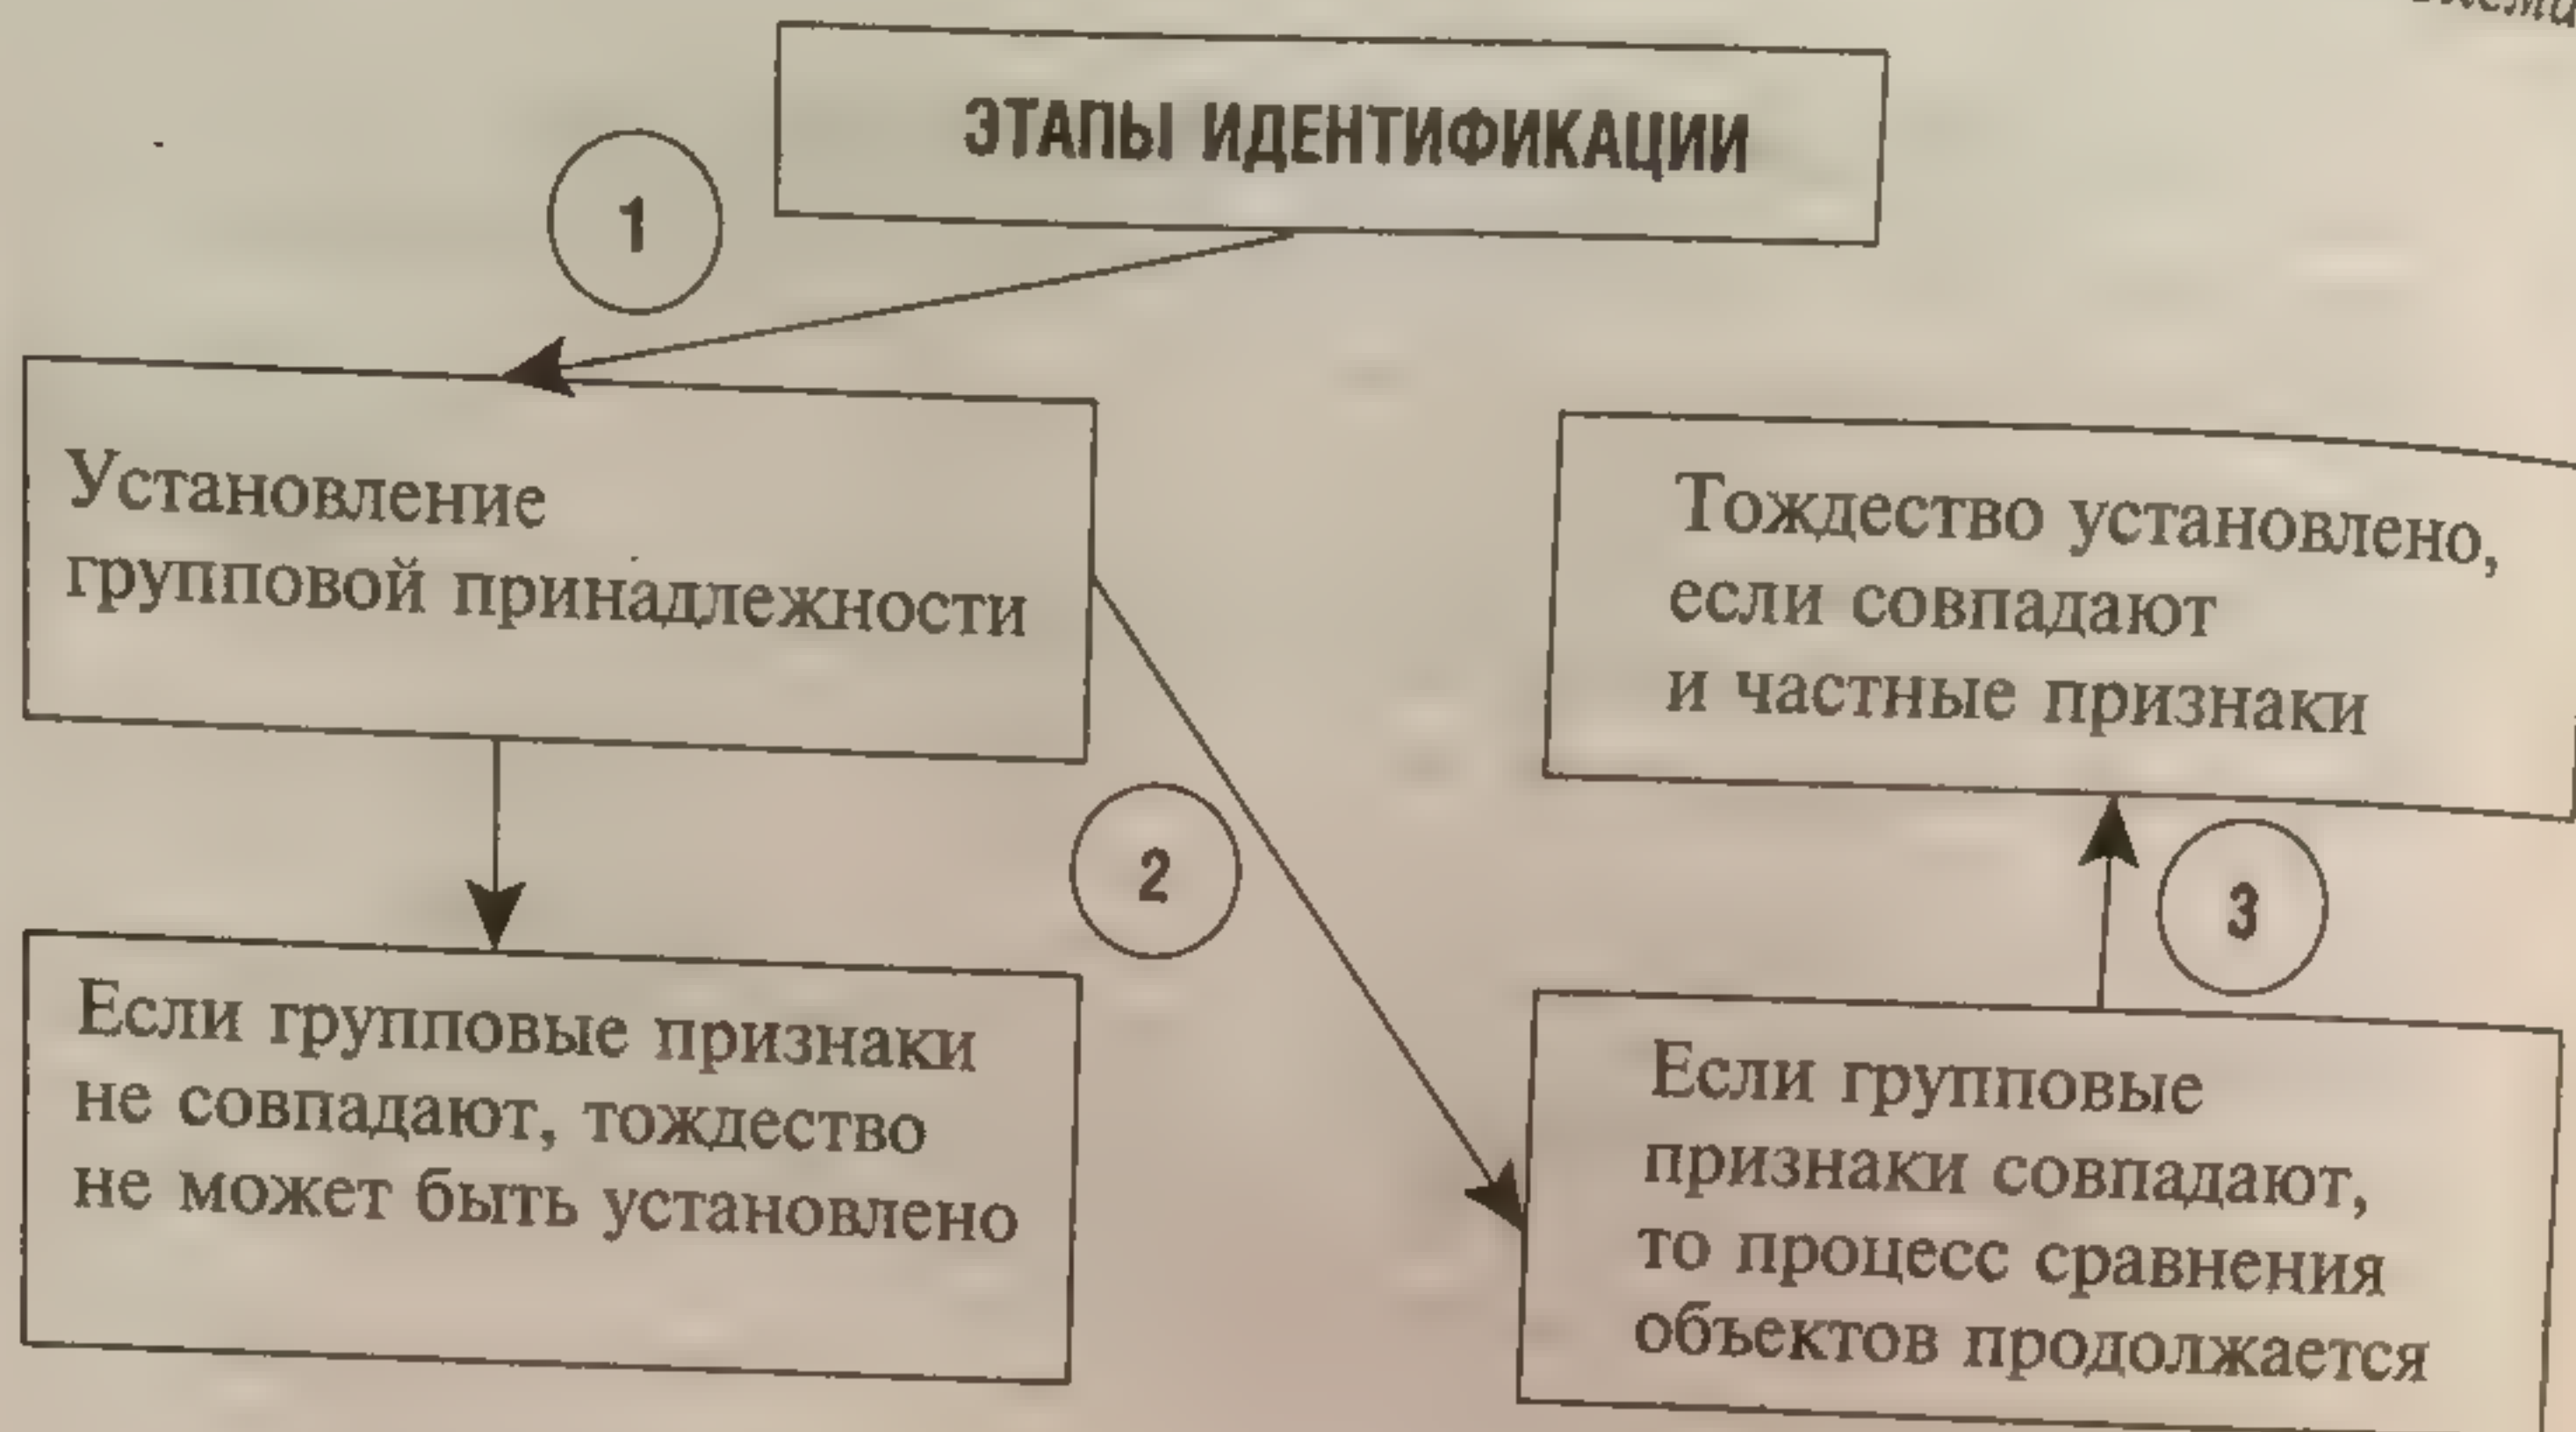 ЭТАПЫ ИДЕНТИФИКАЦИИ
1
Установление
групповой принадлежности
Тождество установлено,
если совпадают
и частные признаки
2
3
Если групповые признаки
не совпадают, тождество
не может быть установлено
Если групповые
признаки совпадают,
то процесс сравнения
объектов продолжается